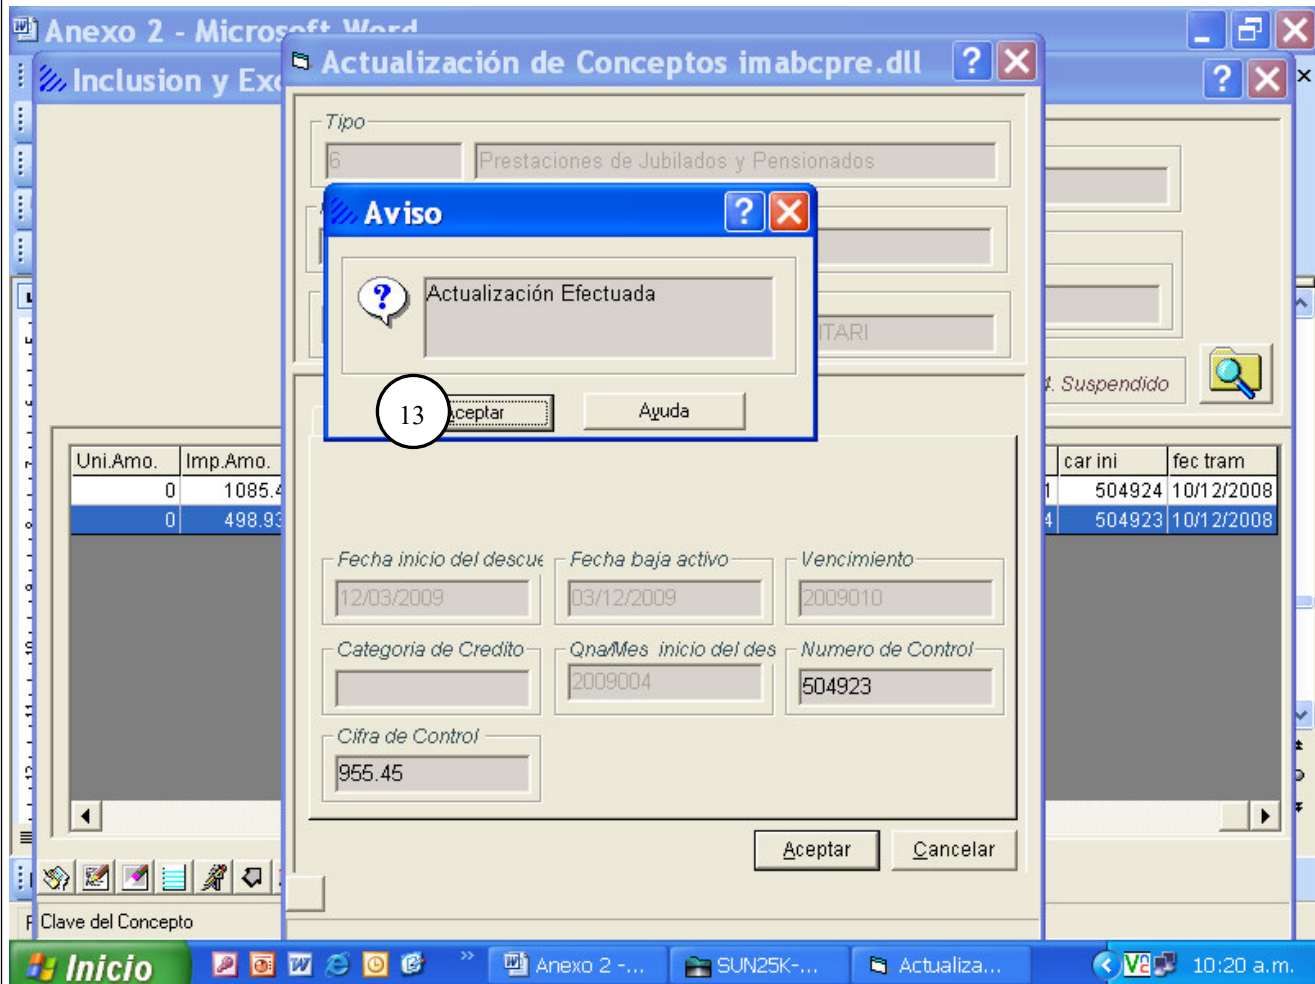 Anexo 2 - Microsoft Word
Inclusion y Exc
Actualización de Conceptos imabcpre.dll
Tipo
6
Prestaciones de Jubilados y Pensionados
Aviso
Actualización Efectuada
ITARI
4. Suspendido
13
Aceptar
Ayuda
Uni.Amo.
Imp.Amo.
car ini
fec tram
0
1085.4
1
504924
10/12/2008
0
498.93
4
504923
10/12/2008
Fecha inicio del descue
Fecha baja activo
Vencimiento
12/03/2009
03/12/2009
2009010
Categoria de Credito
Qna/Mes inicio del des
Numero de Control
2009004
504923
Cifra de Control
955.45
Aceptar
Cancelar
Clave del Concepto
Inicio
Anexo 2 -...
SUN25K-...
Actualiza...
10:20 a.m.